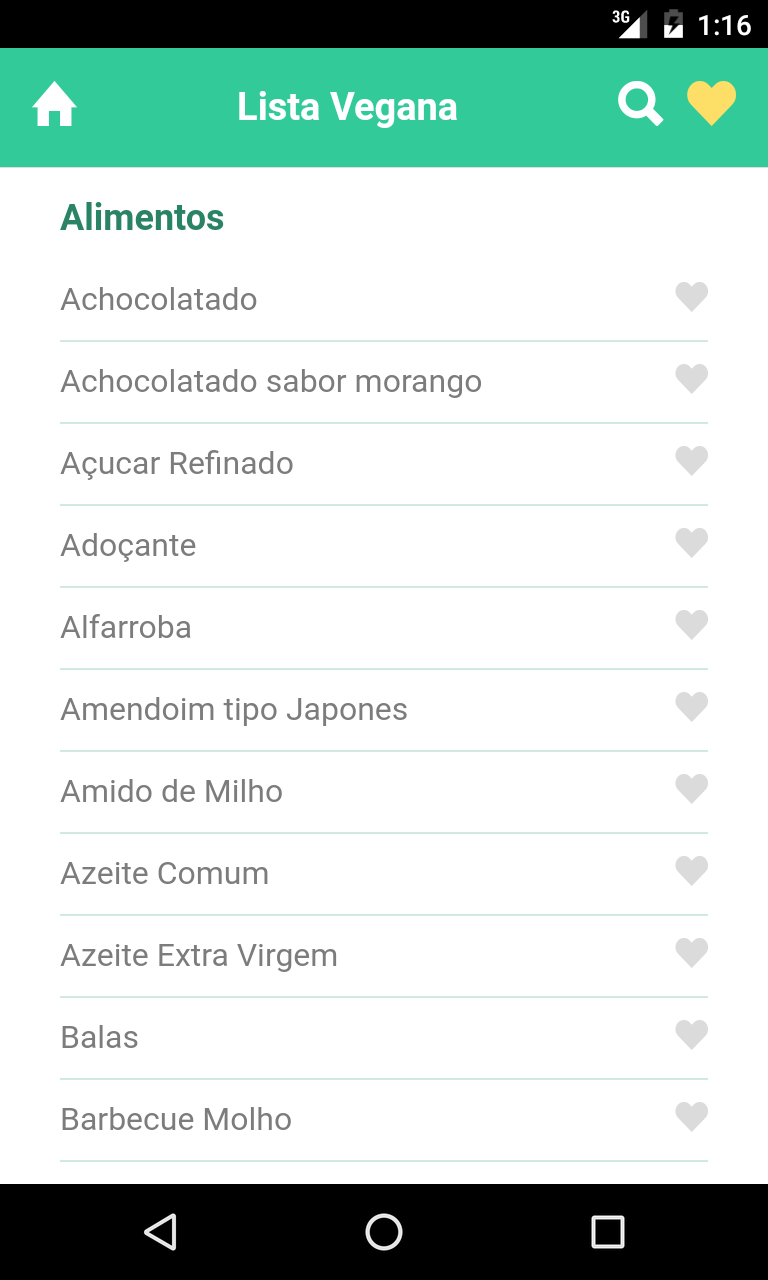 3G 1:16
Lista Vegana
Alimentos
Achocolatado
Achocolatado sabor morango
Açucar Refinado
Adoçante
Alfarroba
Amendoim tipo Japones
Amido de Milho
Azeite Comum
Azeite Extra Virgem
Balas
Barbecue Molho